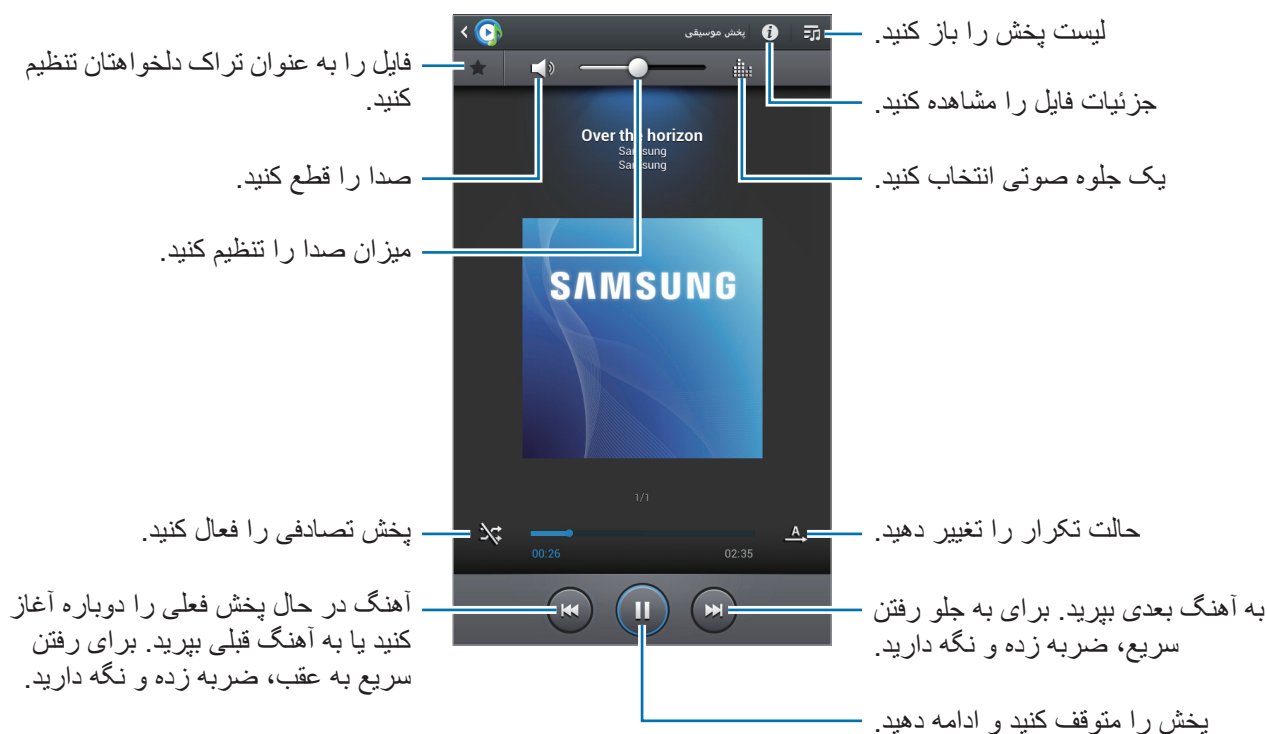 لیست پخش را باز کنید.
پخش موسیقی
فایل را به عنوان تراک دلخواهتان تنظیم
کنید.
جزئیات فایل را مشاهده کنید.
Over the horizon
Samsung
Samsung
یک جلوه صوتی انتخاب کنید.
صدا را قطع کنید.
میزان صدا را تنظیم کنید.
SAMSUNG
1/1
حالت تکرار را تغییر دهید.
A
پخش تصادفی را فعال کنید.
00:26
02:35
به آهنگ بعدی بپرید. برای به جلو رفتن
سریع، ضربه زده و نگه دارید.
آهنگ در حال پخش فعلی را دوباره آغاز
کنید یا به آهنگ قبلی بپرید. برای رفتن
سریع به عقب، ضربه زده و نگه دارید.
پخش را متوقف کنید و ادامه دهید.